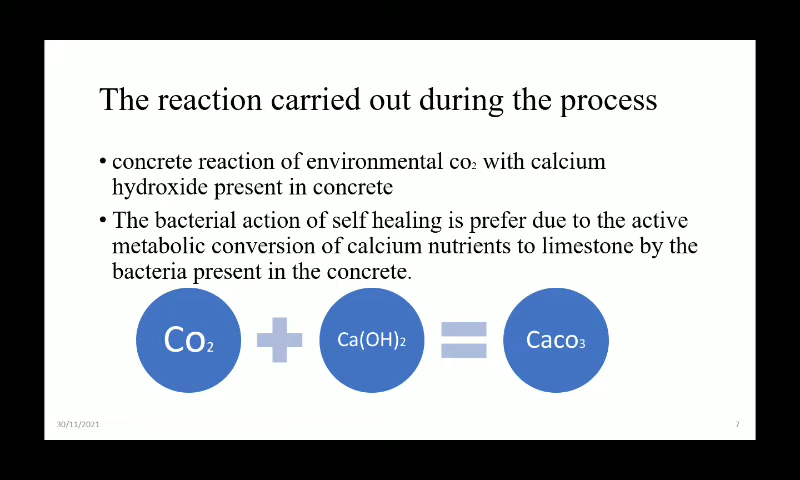 The reaction carried out during the process
• concrete reaction of environmental co₂ with calcium
hydroxide present in concrete
• The bacterial action of self healing is prefer due to the active
metabolic conversion of calcium nutrients to limestone by the
bacteria present in the concrete.
Co₂ + Ca(OH)₂ = Caco₃
30/11/2021 7